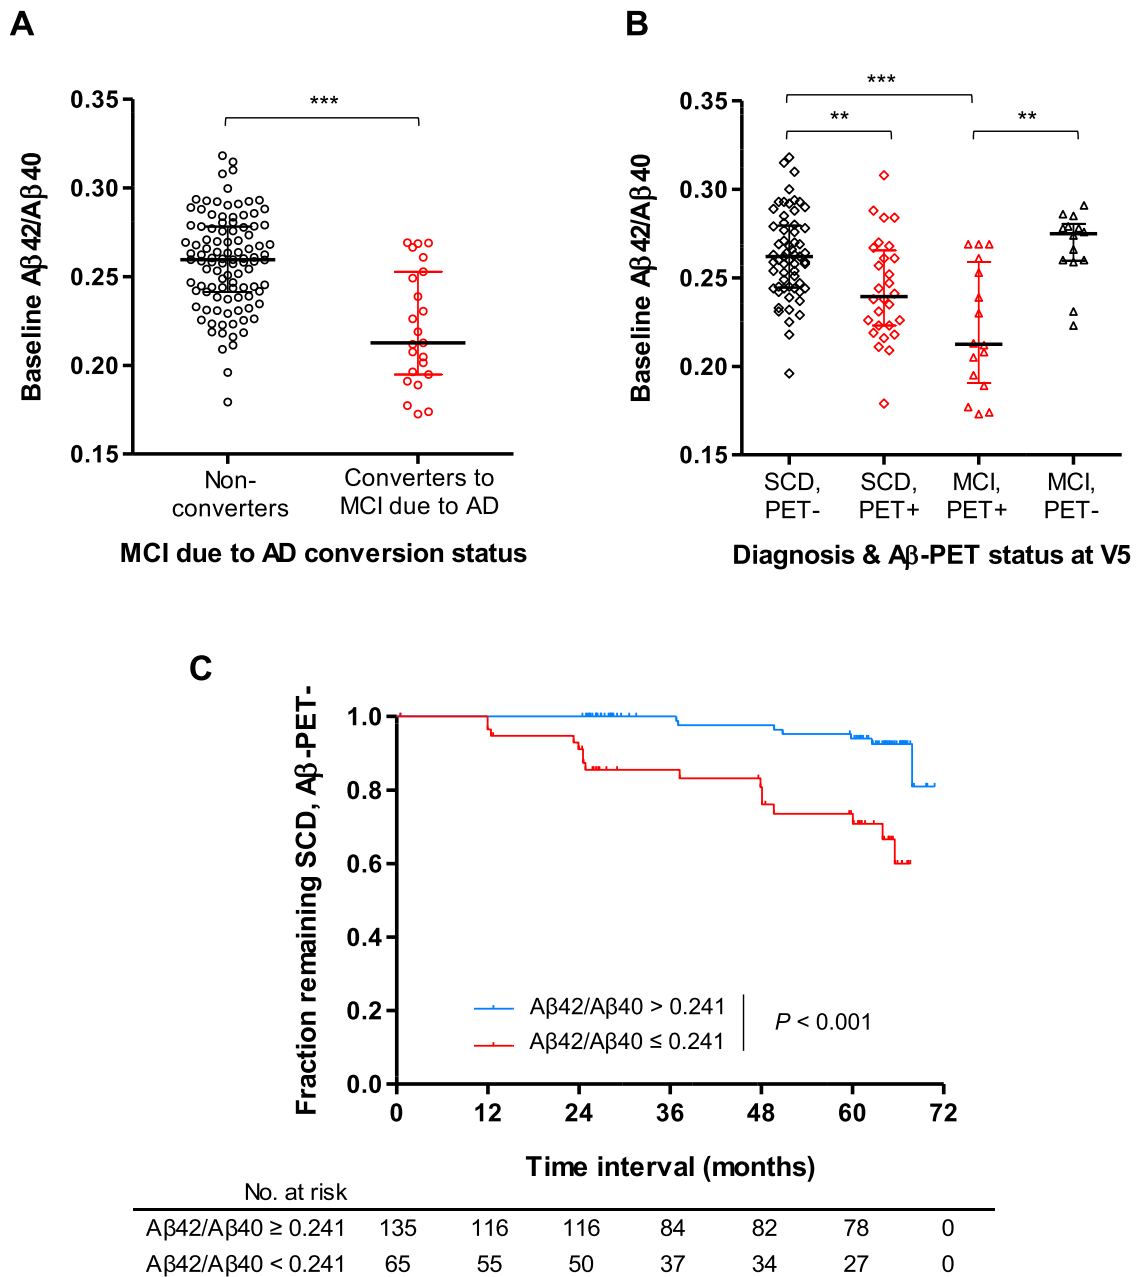 A
0.35
0.30
0.25
0.20
0.15
Baseline Aβ42/Aβ40
***
Non-
converters
Converters to
MCI due to AD
MCI due to AD conversion status
B
0.35
0.30
0.25
0.20
0.15
Baseline Aβ42/Aβ40
***
**
**
SCD,
PET-
SCD,
PET+
MCI,
PET+
MCI,
PET-
Diagnosis & Aβ-PET status at V5
C
Fraction remaining SCD, Aβ-PET-
1.0
0.8
0.6
0.4
0.2
0.0
Aβ42/Aβ40 > 0.241
Aβ42/Aβ40 ≤ 0.241
P < 0.001
0 12 24 36 48 60 72
Time interval (months)
No. at risk
Aβ42/Aβ40 ≥ 0.241 135 116 116 84 82 78 0
Aβ42/Aβ40 < 0.241 65 55 50 37 34 27 0